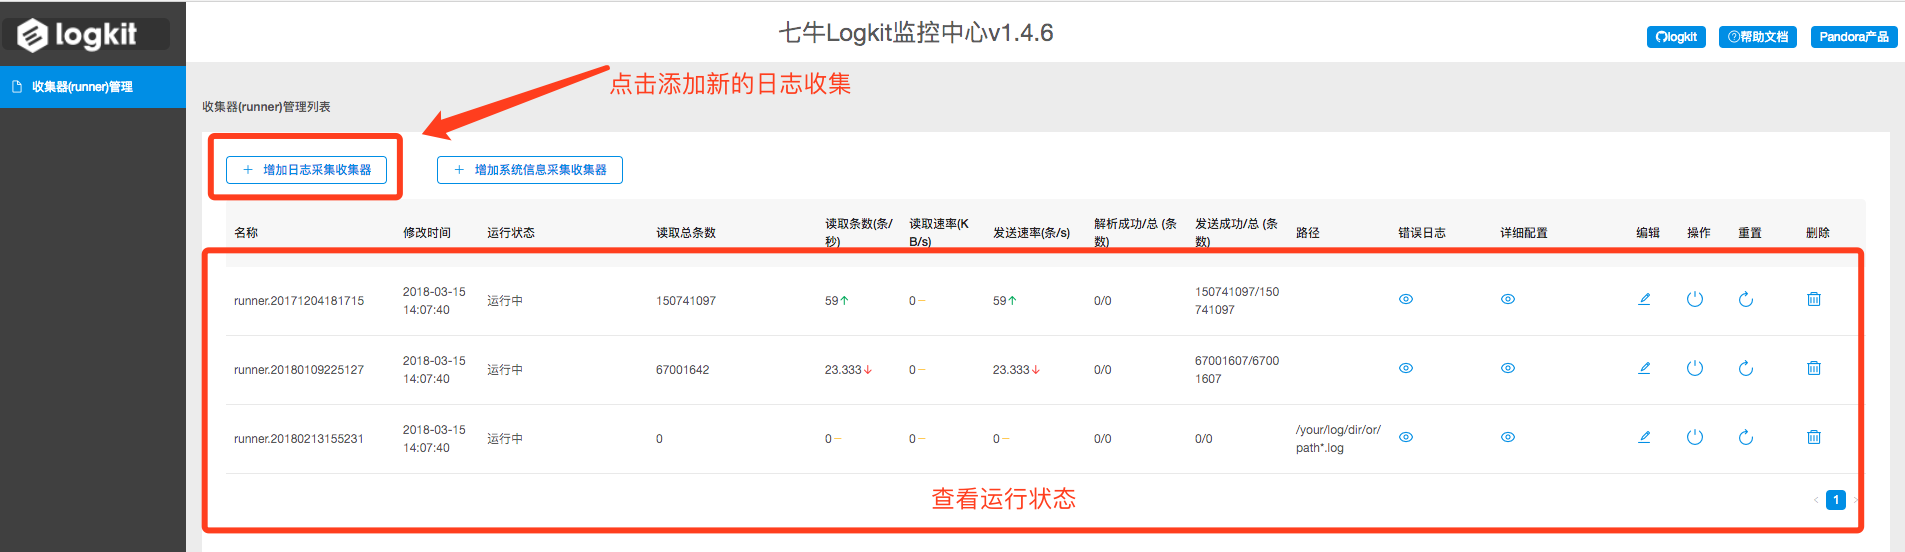 logkit
七牛Logkit监控中心v1.4.6
logkit
帮助文档
Pandora产品
收集器(runner)管理
点击添加新的日志收集
收集器(runner)管理列表
+ 增加日志采集收集器
+ 增加系统信息采集收集器
名称
修改时间
运行状态
读取总条数
读取条数(条/
秒)
读取速率(K
B/s)
发送速率(条/s)
解析成功/总 (条
数)
发送成功/总 (条
数)
路径
错误日志
详细配置
编辑
操作
重置
删除
runner.20171204181715
2018-03-15
14:07:40
运行中
150741097
59↑
0–
59↑
0/0
150741097/150
741097
runner.20180109225127
2018-03-15
14:07:40
运行中
67001642
23.333↓
0–
23.333↓
0/0
67001607/6700
1607
runner.20180213155231
2018-03-15
14:07:40
运行中
0
0–
0–
0–
0/0
0/0
/your/log/dir/or/
path*.log
查看运行状态
< 1 >